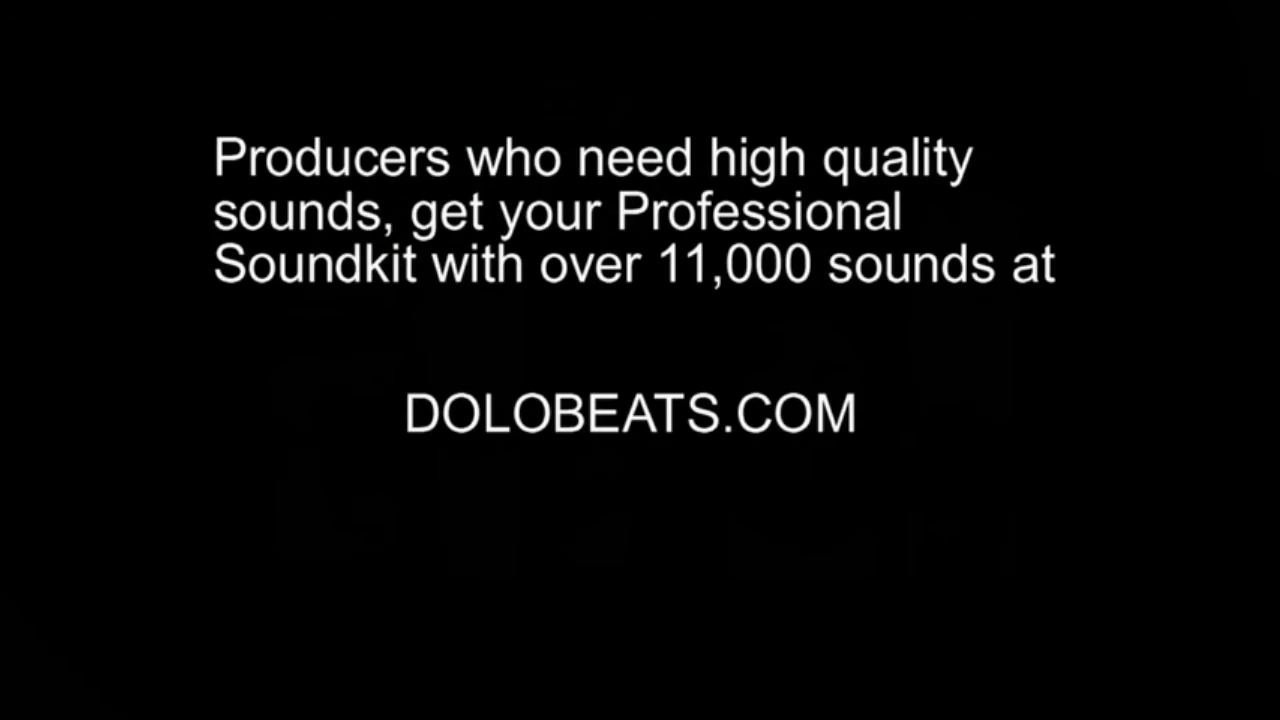 Producers who need high quality
sounds, get your Professional
Soundkit with over 11,000 sounds at
DOLOBEATS.COM